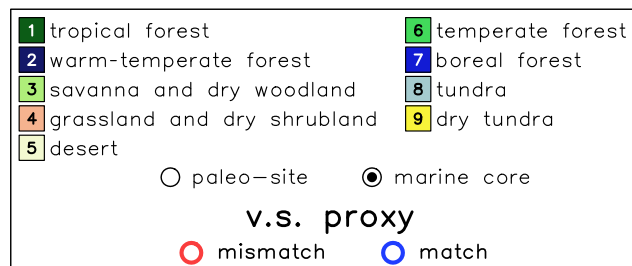 1 tropical forest 6 temperate forest
2 warm-temperate forest 7 boreal forest
3 savanna and dry woodland 8 tundra
4 grassland and dry shrubland 9 dry tundra
5 desert
paleo-site marine core
v.s. proxy
mismatch match